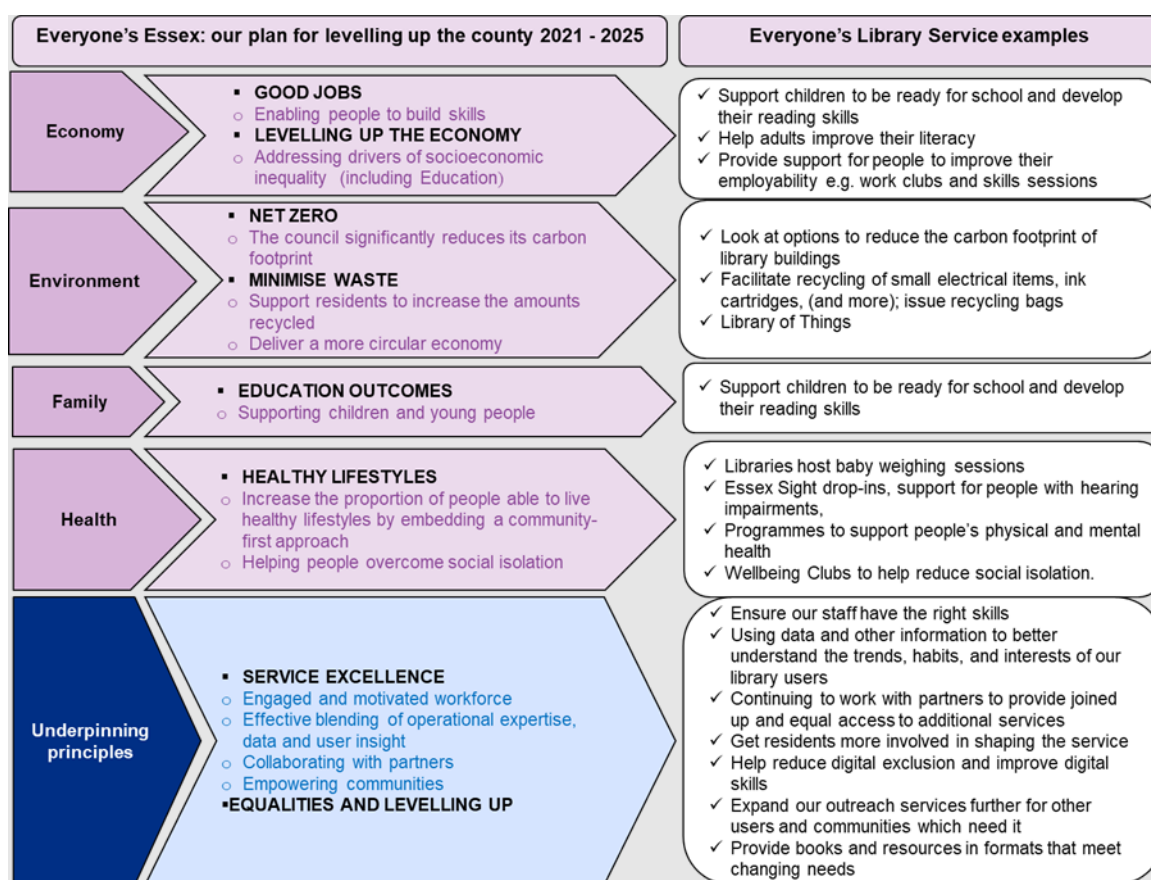 Everyone's Essex: our plan for levelling up the county 2021 - 2025
Everyone's Library Service examples
Economy
▪ GOOD JOBS
○ Enabling people to build skills
▪ LEVELLING UP THE ECONOMY
○ Addressing drivers of socioeconomic
inequality (including Education)
✓ Support children to be ready for school and develop
their reading skills
✓ Help adults improve their literacy
✓ Provide support for people to improve their
employability e.g. work clubs and skills sessions
Environment
▪ NET ZERO
○ The council significantly reduces its carbon
footprint
▪ MINIMISE WASTE
○ Support residents to increase the amounts
recycled
○ Deliver a more circular economy
✓ Look at options to reduce the carbon footprint of
library buildings
✓ Facilitate recycling of small electrical items, ink
cartridges, (and more); issue recycling bags
✓ Library of Things
Family
▪ EDUCATION OUTCOMES
○ Supporting children and young people
✓ Support children to be ready for school and develop
their reading skills
Health
▪ HEALTHY LIFESTYLES
○ Increase the proportion of people able to live
healthy lifestyles by embedding a community-
first approach
○ Helping people overcome social isolation
✓ Libraries host baby weighing sessions
✓ Essex Sight drop-ins, support for people with hearing
impairments,
✓ Programmes to support people's physical and mental
health
✓ Wellbeing Clubs to help reduce social isolation.
Underpinning
principles
▪ SERVICE EXCELLENCE
○ Engaged and motivated workforce
○ Effective blending of operational expertise,
data and user insight
○ Collaborating with partners
○ Empowering communities
▪EQUALITIES AND LEVELLING UP
✓ Ensure our staff have the right skills
✓ Using data and other information to better
understand the trends, habits, and interests of our
library users
✓ Continuing to work with partners to provide joined
up and equal access to additional services
✓ Get residents more involved in shaping the service
✓ Help reduce digital exclusion and improve digital
skills
✓ Expand our outreach services further for other
users and communities which need it
✓ Provide books and resources in formats that meet
changing needs